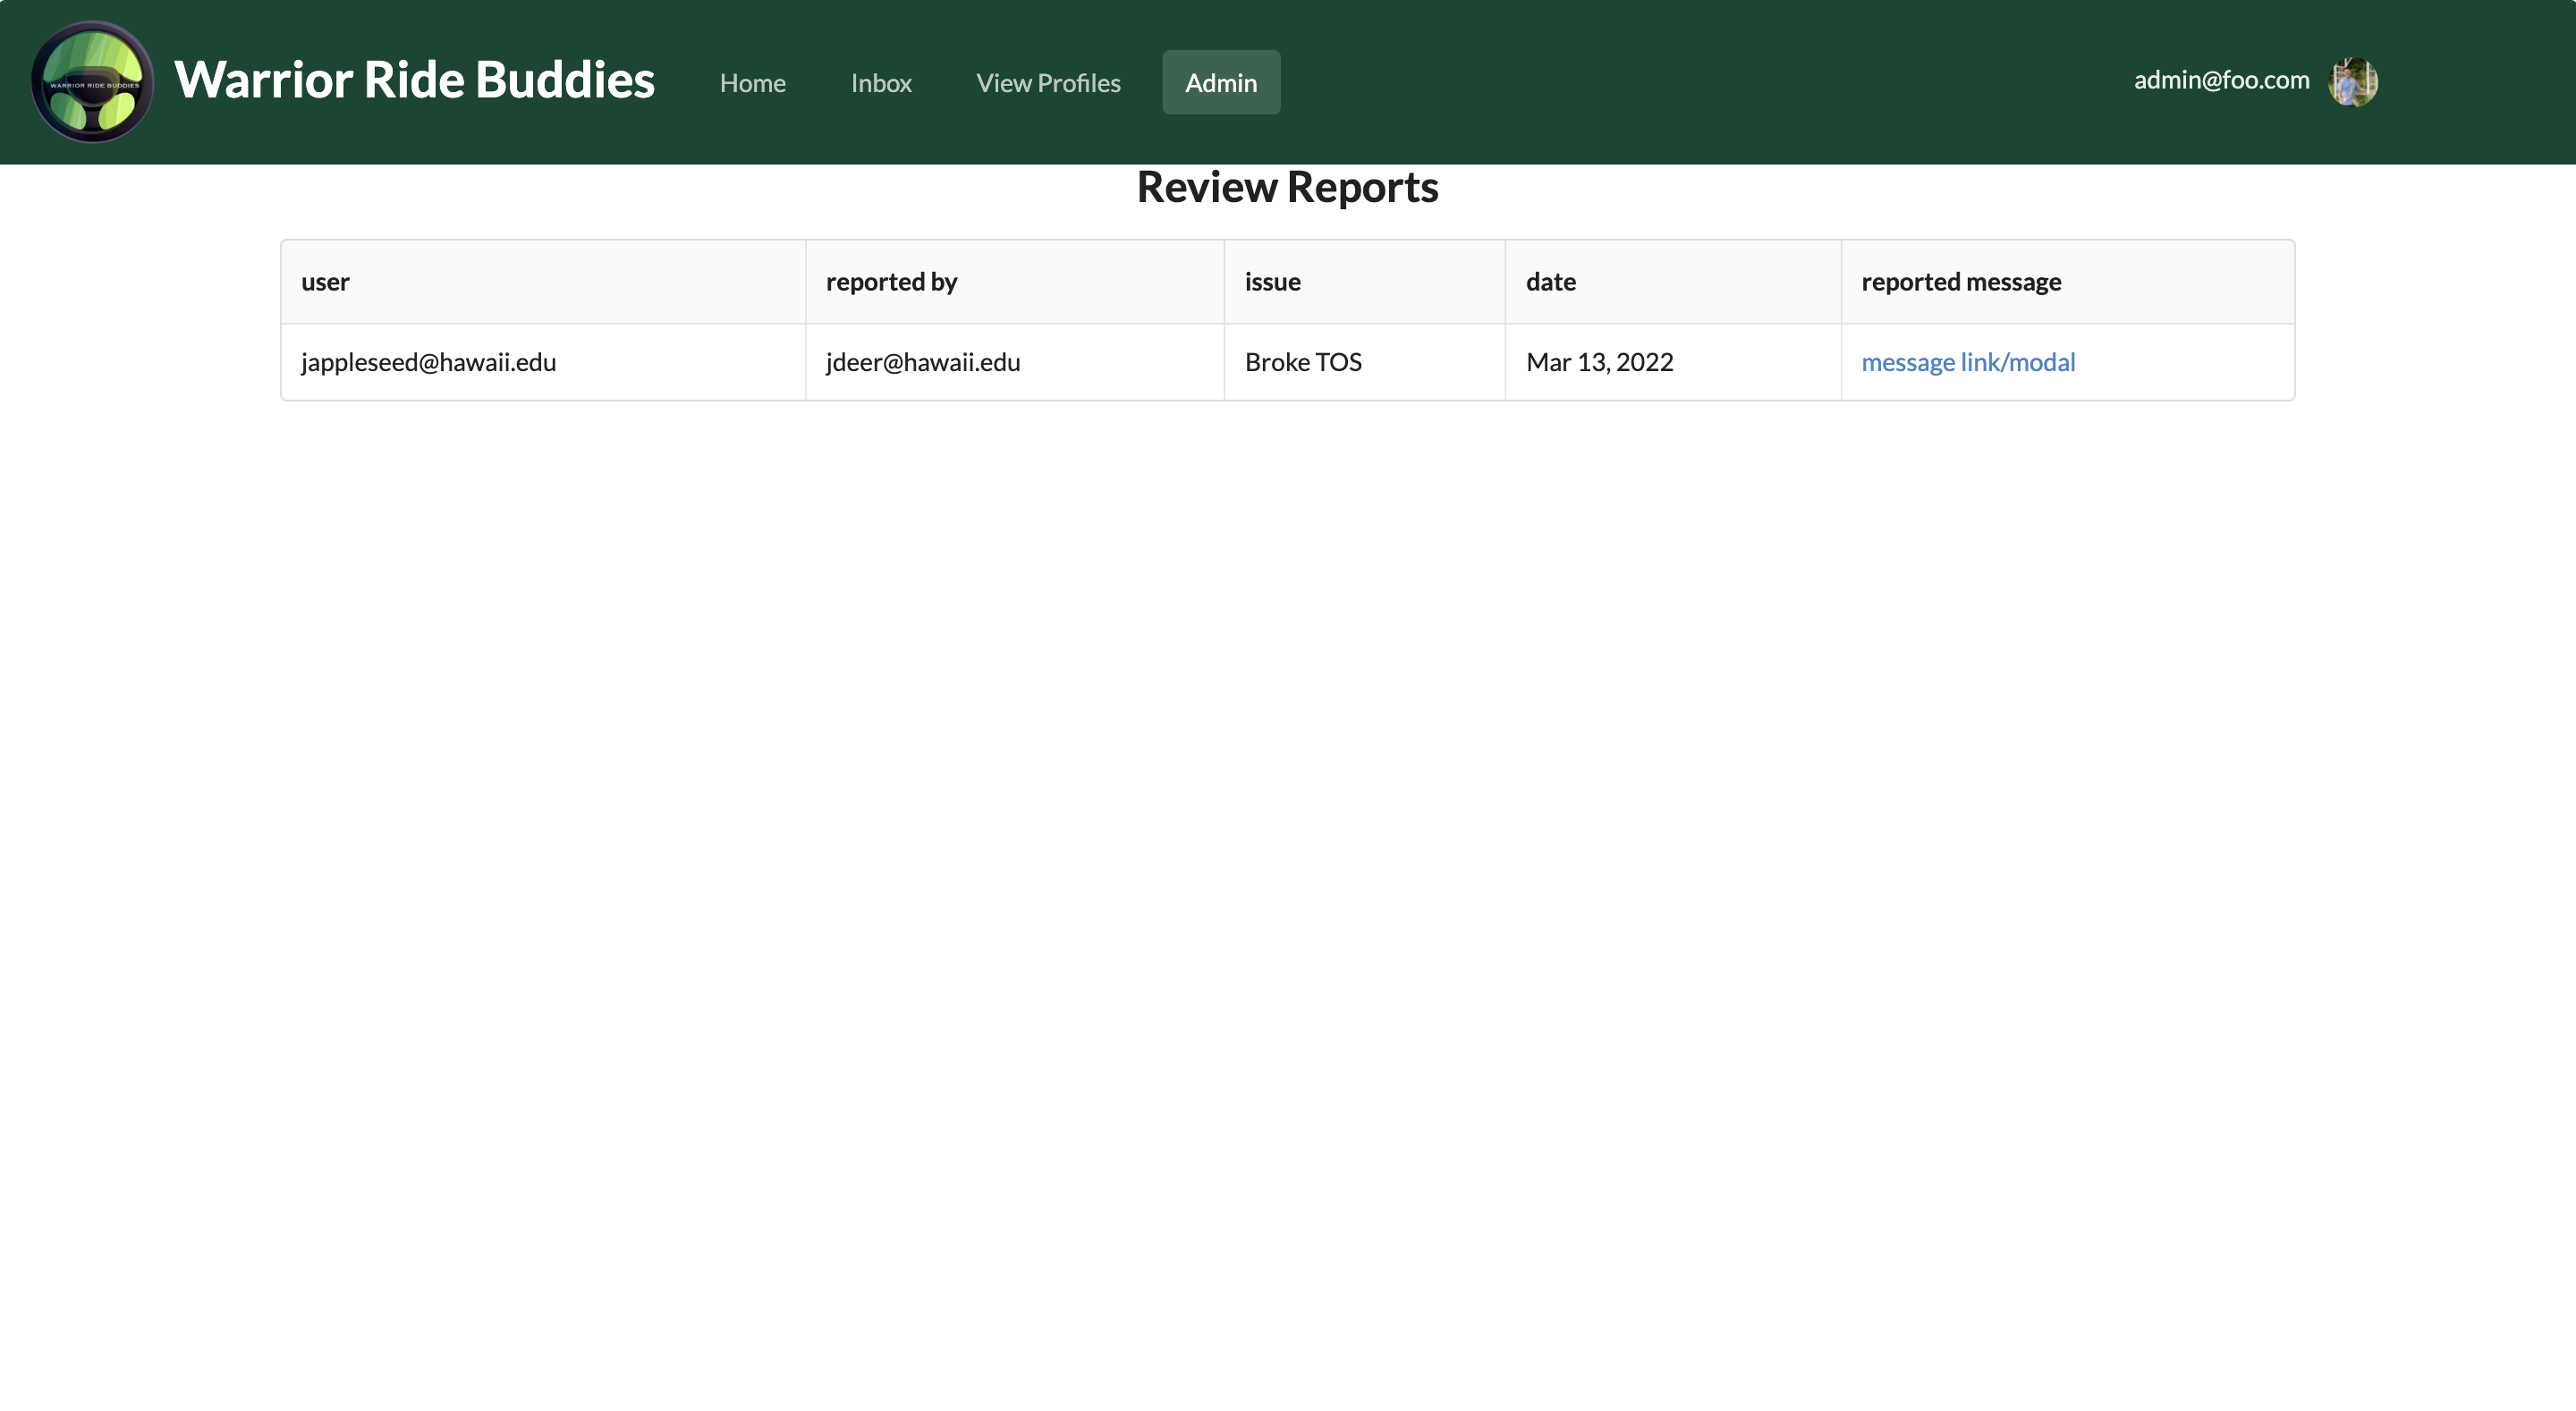 WARRIOR RIDE BUDDIES
Warrior Ride Buddies Home Inbox View Profiles Admin admin@foo.com
Review Reports
user reported by issue date reported message
jappleseed@hawaii.edu jdeer@hawaii.edu Broke TOS Mar 13, 2022 message link/modal